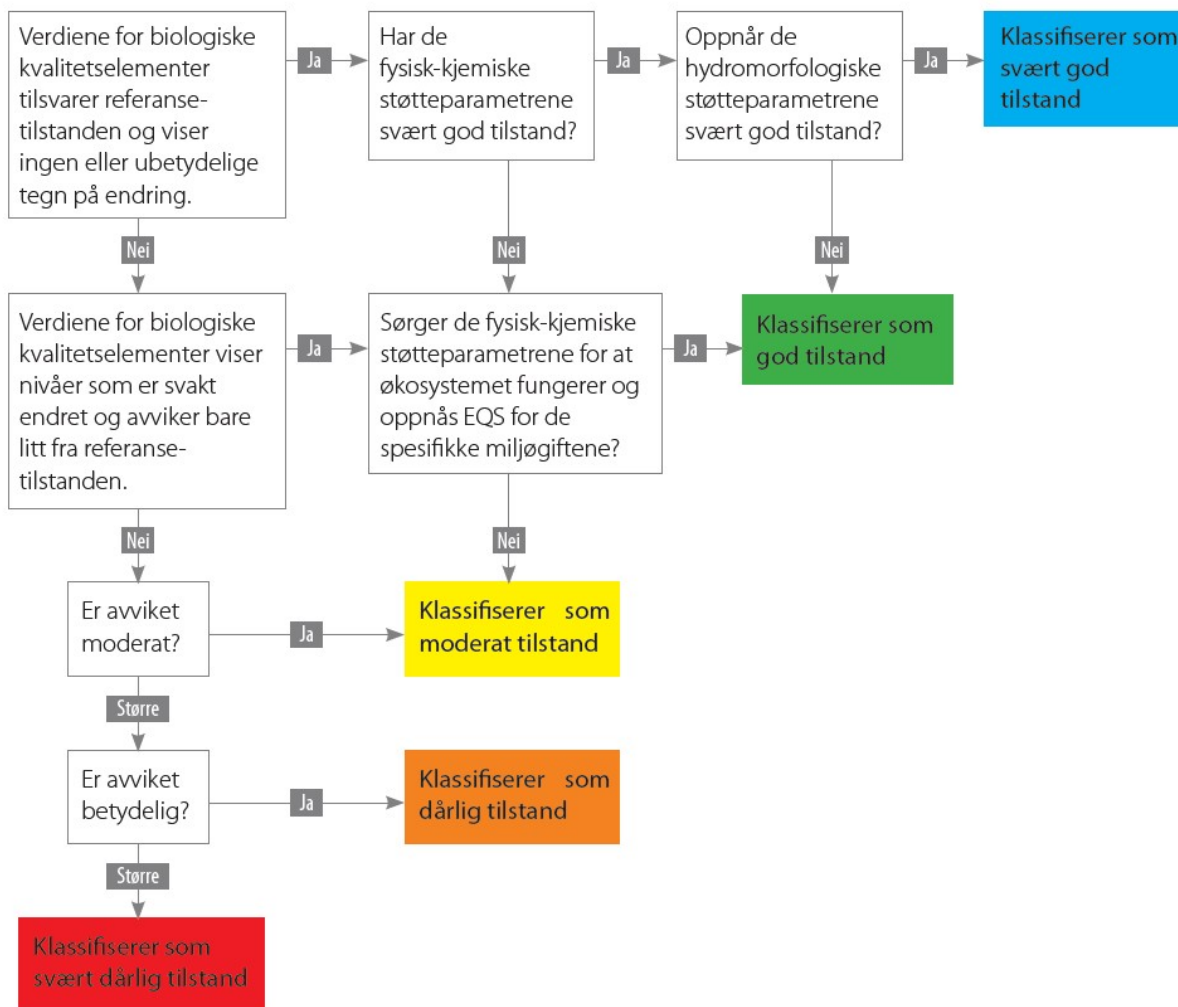 Verdiene for biologiske
kvalitetselementer
tilsvarer referanse-
tilstanden og viser
ingen eller ubetydelige
tegn på endring.
Ja
Har de
fysisk-kjemiske
støtteparametrene
svært god tilstand?
Ja
Oppnår de
hydromorfologiske
støtteparametrene
svært god tilstand?
Ja
Klassifiserer som
svært god
tilstand
Nei
Nei
Nei
Verdiene for biologiske
kvalitetselementer viser
nivåer som er svakt
endret og avviker bare
litt fra referanse-
tilstanden.
Ja
Sørger de fysisk-kjemiske
støtteparametrene for at
økosystemet fungerer og
oppnås EQS for de
spesifikke miljøgiftene?
Ja
Klassifiserer som
god tilstand
Nei
Nei
Er avviket
moderat?
Ja
Klassifiserer som
moderat tilstand
Større
Er avviket
betydelig?
Ja
Klassifiserer som
dårlig tilstand
Større
Klassifiserer som
svært dårlig tilstand